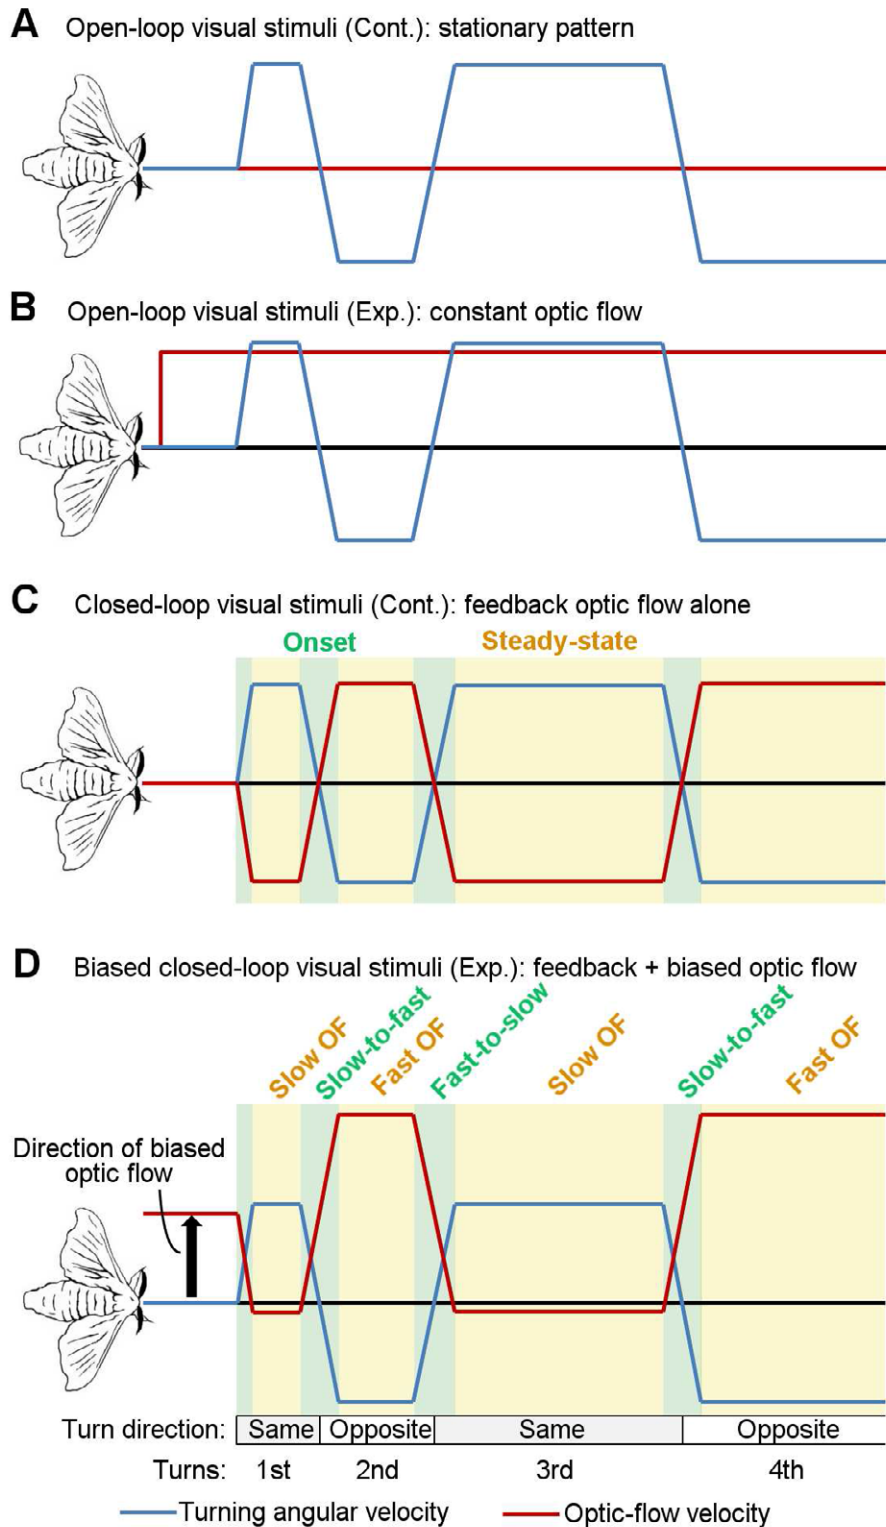 A Open-loop visual stimuli (Cont.): stationary pattern
B Open-loop visual stimuli (Exp.): constant optic flow
C Closed-loop visual stimuli (Cont.): feedback optic flow alone
Onset Steady-state
D Biased closed-loop visual stimuli (Exp.): feedback + biased optic flow
Slow OF
Slow-to-fast
Fast OF
Fast-to-slow
Slow OF
Slow-to-fast
Fast OF
Direction of biased
optic flow
Turn direction: Same Opposite Same Opposite
Turns: 1st 2nd 3rd 4th
Turning angular velocity Optic-flow velocity